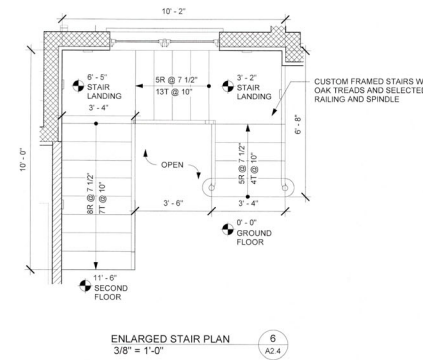 10' - 2"
6' - 5"
STAIR
LANDING
5R @ 7 1/2"
13T @ 10"
3' - 2"
STAIR
LANDING
CUSTOM FRAMED STAIRS W
OAK TREADS AND SELECTED
RAILING AND SPINDLE
3' - 4"
6' - 8"
10' - 0"
8R @ 7 1/2"
7T @ 10"
OPEN
5R @ 7 1/2"
4T @ 10"
3' - 6"
3' - 4"
0' - 0"
GROUND
FLOOR
11' - 6"
SECOND
FLOOR
ENLARGED STAIR PLAN
3/8" = 1'-0"
6
A2.4